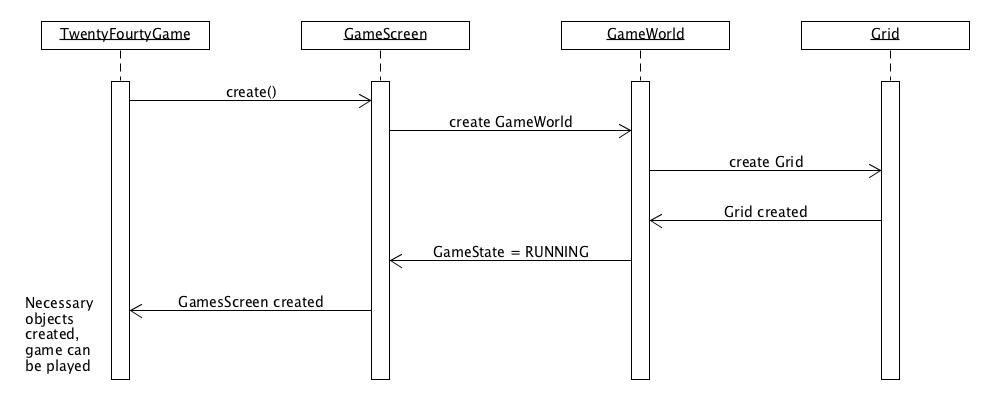 TwentyFourtyGame
GameScreen
GameWorld
Grid
create()
create GameWorld
create Grid
Grid created
GameState = RUNNING
GamesScreen created
Necessary
objects
created,
game can
be played